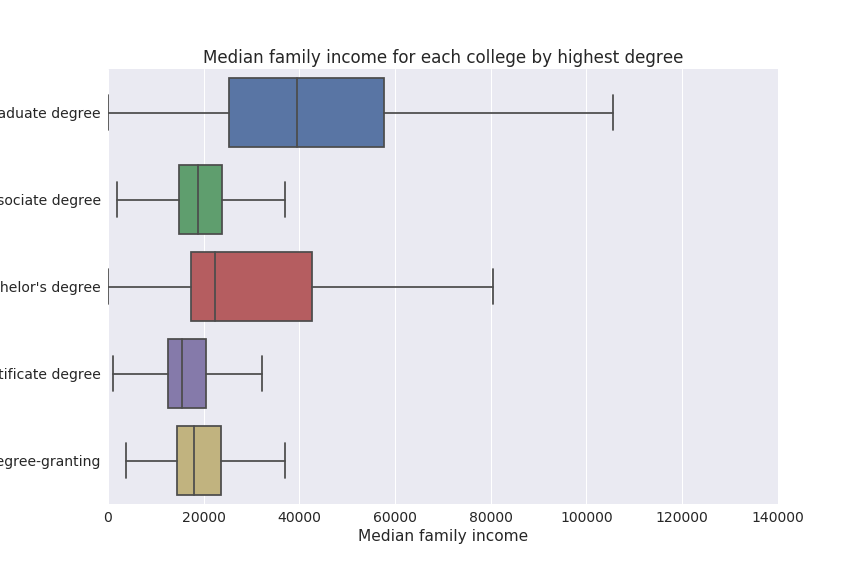 Median family income for each college by highest degree
aduate degree
sociate degree
helor's degree
tificate degree
egree-granting
0 20000 40000 60000 80000 100000 120000 140000
Median family income